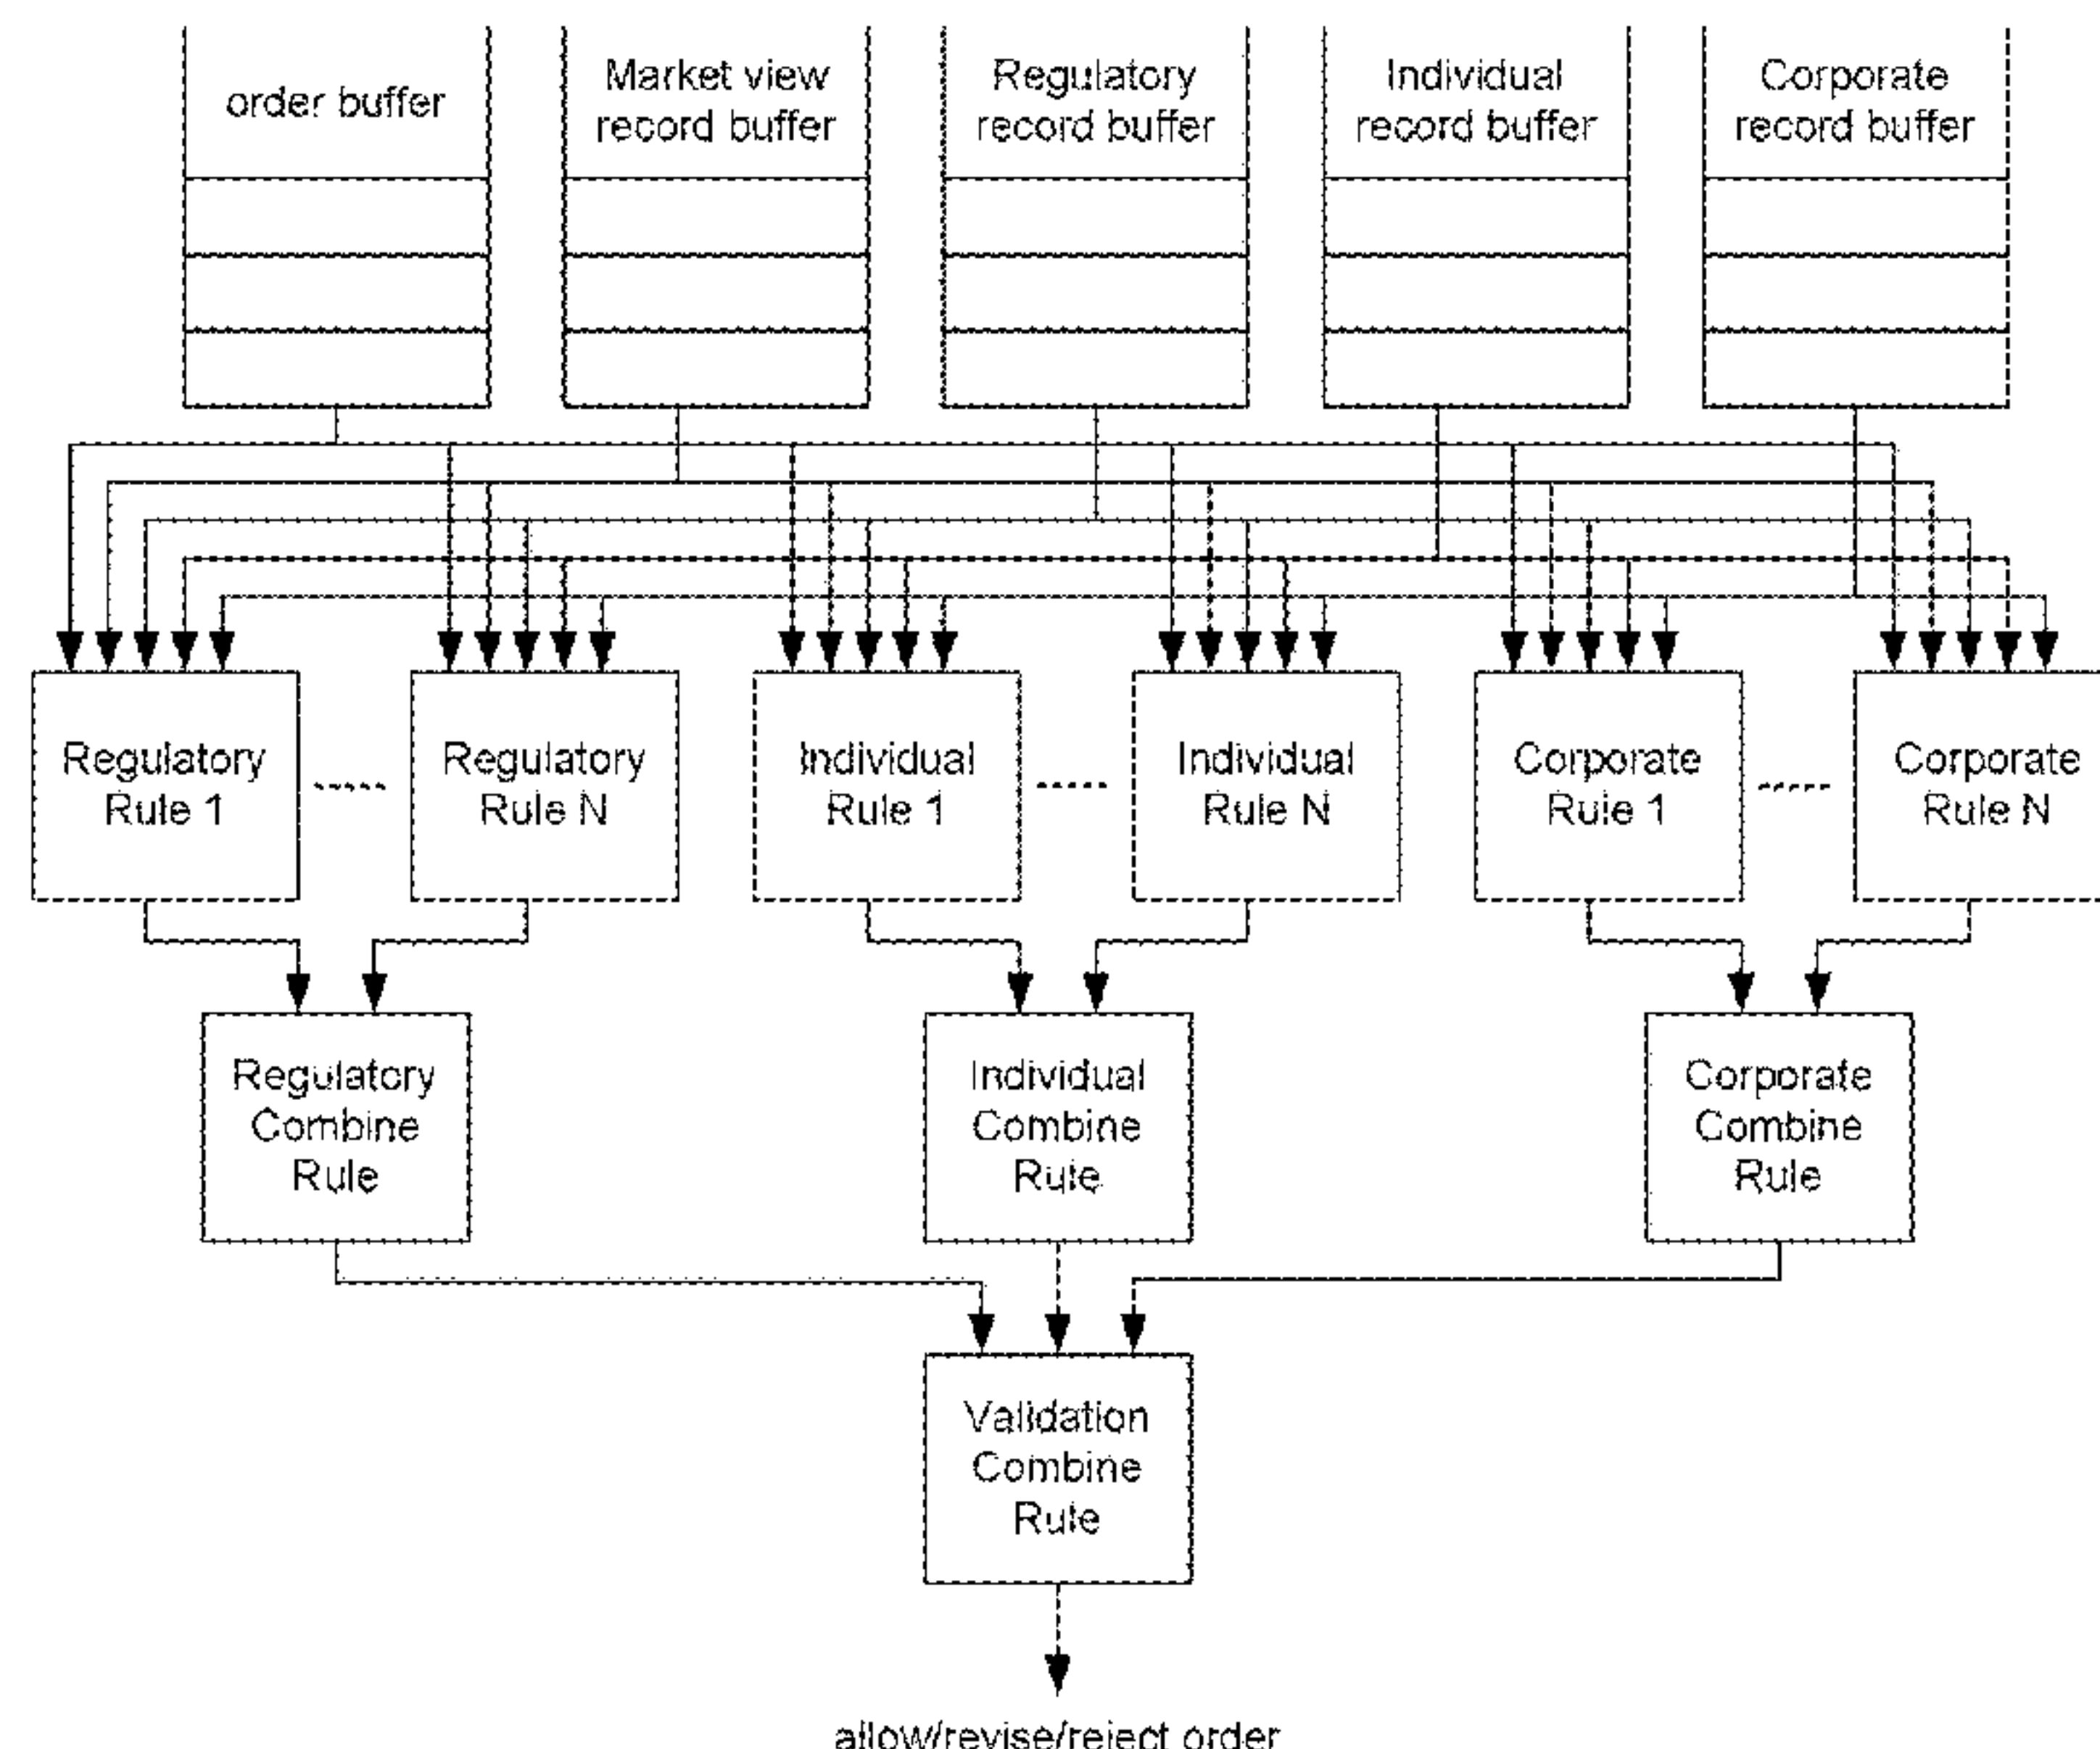 order buffer
Market view
record buffer
Regulatory
record buffer
Individual
record buffer
Corporate
record buffer
Regulatory
Rule 1
Regulatory
Rule N
Individual
Rule 1
Individual
Rule N
Corporate
Rule 1
Corporate
Rule N
Regulatory
Combine
Rule
Individual
Combine
Rule
Corporate
Combine
Rule
Validation
Combine
Rule
allow/revise/reject order